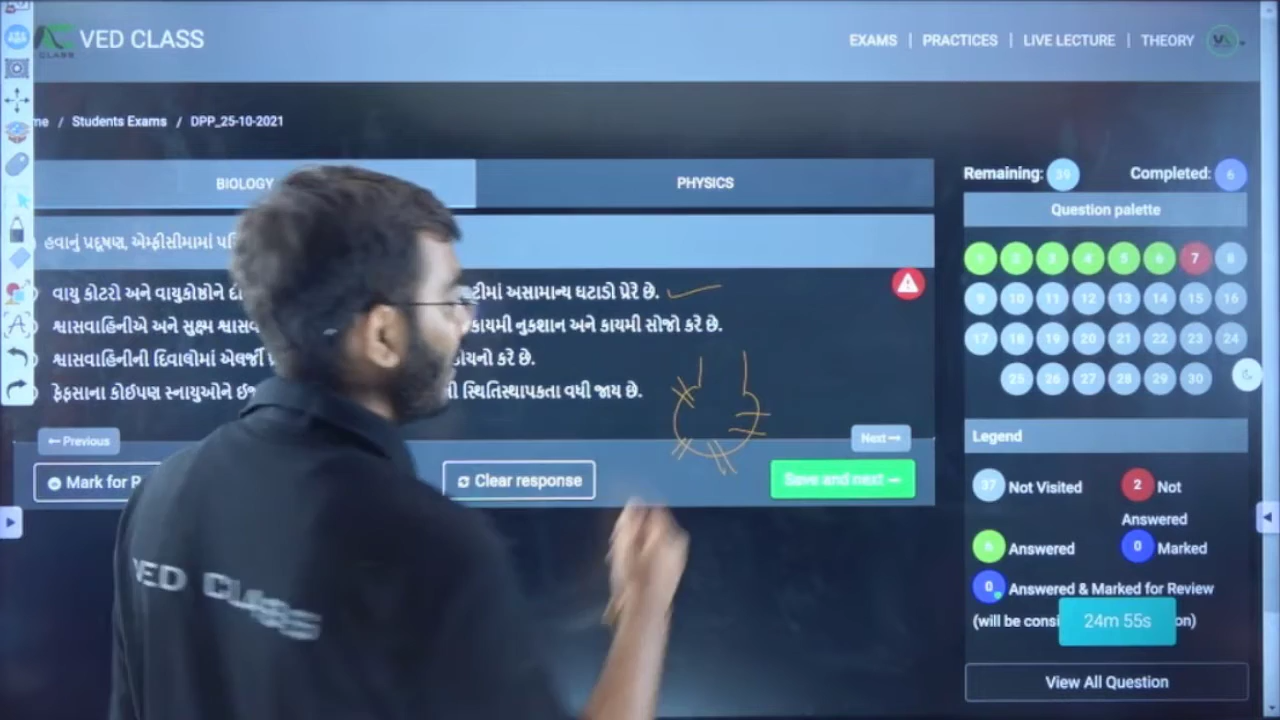 VED CLASS
CLASS
EXAMS | PRACTICES | LIVE LECTURE | THEORY
/ Students Exams / DPP_25-10-2021
BIOLOGY
PHYSICS
હવાનું પ્રદૂષણ, એમ્ફીસીમામાં
વાયુ કોટરો અને વાયુકોષ્ઠોને
માં અસામાન્ય ઘટાડો પ્રેરે છે.
શ્વાસવાહિનીએ અને સુક્ષ્મ
કાયમી નુકશાન અને કાયમી સોજો કરે છે.
શ્વાસવાહિનીની દિવાલોમાં એલર્જી
કરે છે.
ફેફસાના કોઈપણ સ્નાયુઓને
સ્થિતિસ્થાપકતા વધી જાય છે.
← Previous
Next →
Mark for
Clear response
Save and next →
Remaining: 39
Completed: 6
Question palette
1 2 3 4 5 6 7 8
9 10 11 12 13 14 15 16
17 18 19 20 21 22 23 24
25 26 27 28 29 30
Legend
37 Not Visited
2 Not Answered
6 Answered
0 Marked
0 Answered & Marked for Review
(will be
24m 55s
View All Question
VED CLASS